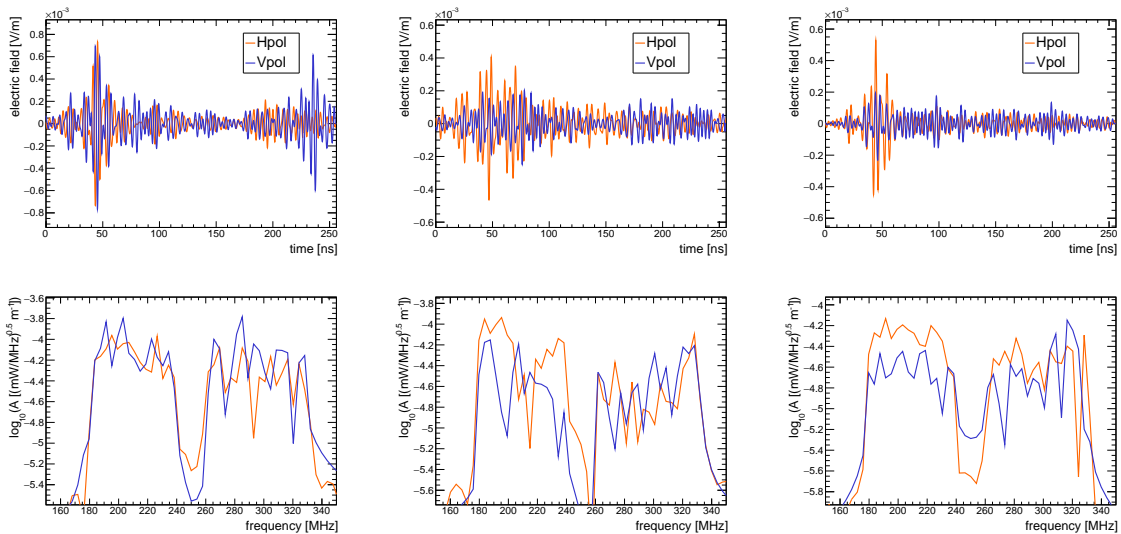 ×10⁻³ ×10⁻³ ×10⁻³
electric field [V/m] electric field [V/m] electric field [V/m]
Hpol Hpol Hpol
Vpol Vpol Vpol
0.8 0.6 0.6
0.6 0.4 0.4
0.4 0.2 0.2
0.2 0 0
0 −0.2 −0.2
−0.2 −0.4 −0.4
−0.4 −0.6 −0.6
−0.6
−0.8
0 50 100 150 200 250 0 50 100 150 200 250 0 50 100 150 200 250
time [ns] time [ns] time [ns]
log₁₀(A [(mW/MHz)⁰·⁵ m⁻¹]) log₁₀(A [(mW/MHz)⁰·⁵ m⁻¹]) log₁₀(A [(mW/MHz)⁰·⁵ m⁻¹])
−3.6 −3.8 −4
−3.8 −4 −4.2
−4 −4.2 −4.4
−4.2 −4.4 −4.6
−4.4 −4.6 −4.8
−4.6 −4.8 −5
−4.8 −5 −5.2
−5 −5.2 −5.4
−5.2 −5.4 −5.6
−5.4 −5.6 −5.8
160 180 200 220 240 260 280 300 320 340 160 180 200 220 240 260 280 300 320 340 160 180 200 220 240 260 280 300 320 340
frequency [MHz] frequency [MHz] frequency [MHz]